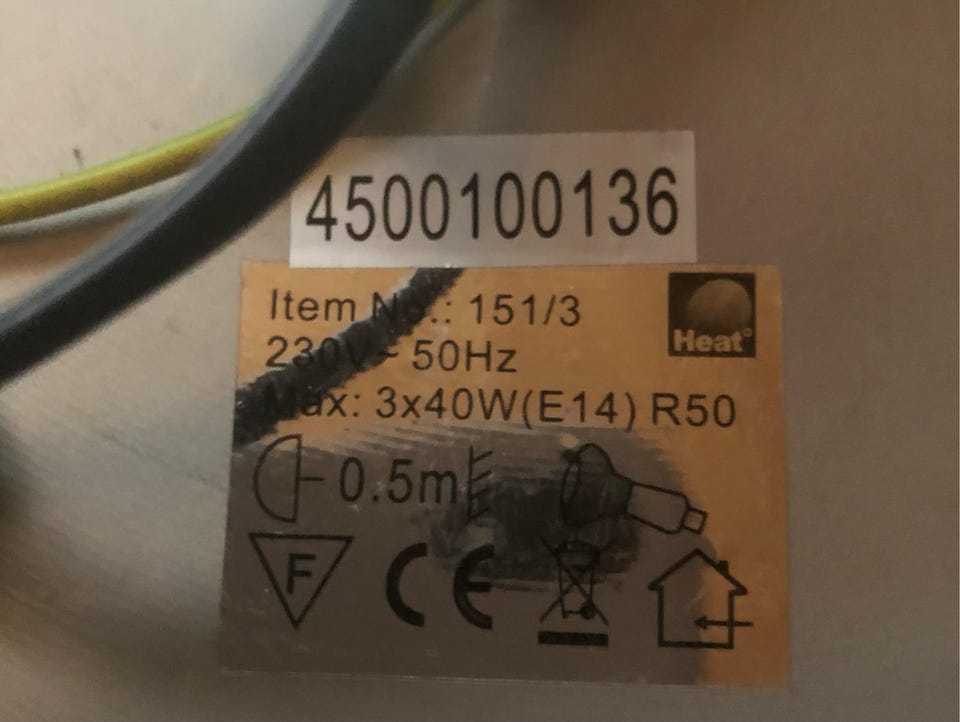 4500100136
Item No.: 151/3
Heat°
230V~ 50Hz
Max: 3x40W(E14) R50
0.5m
F
CE